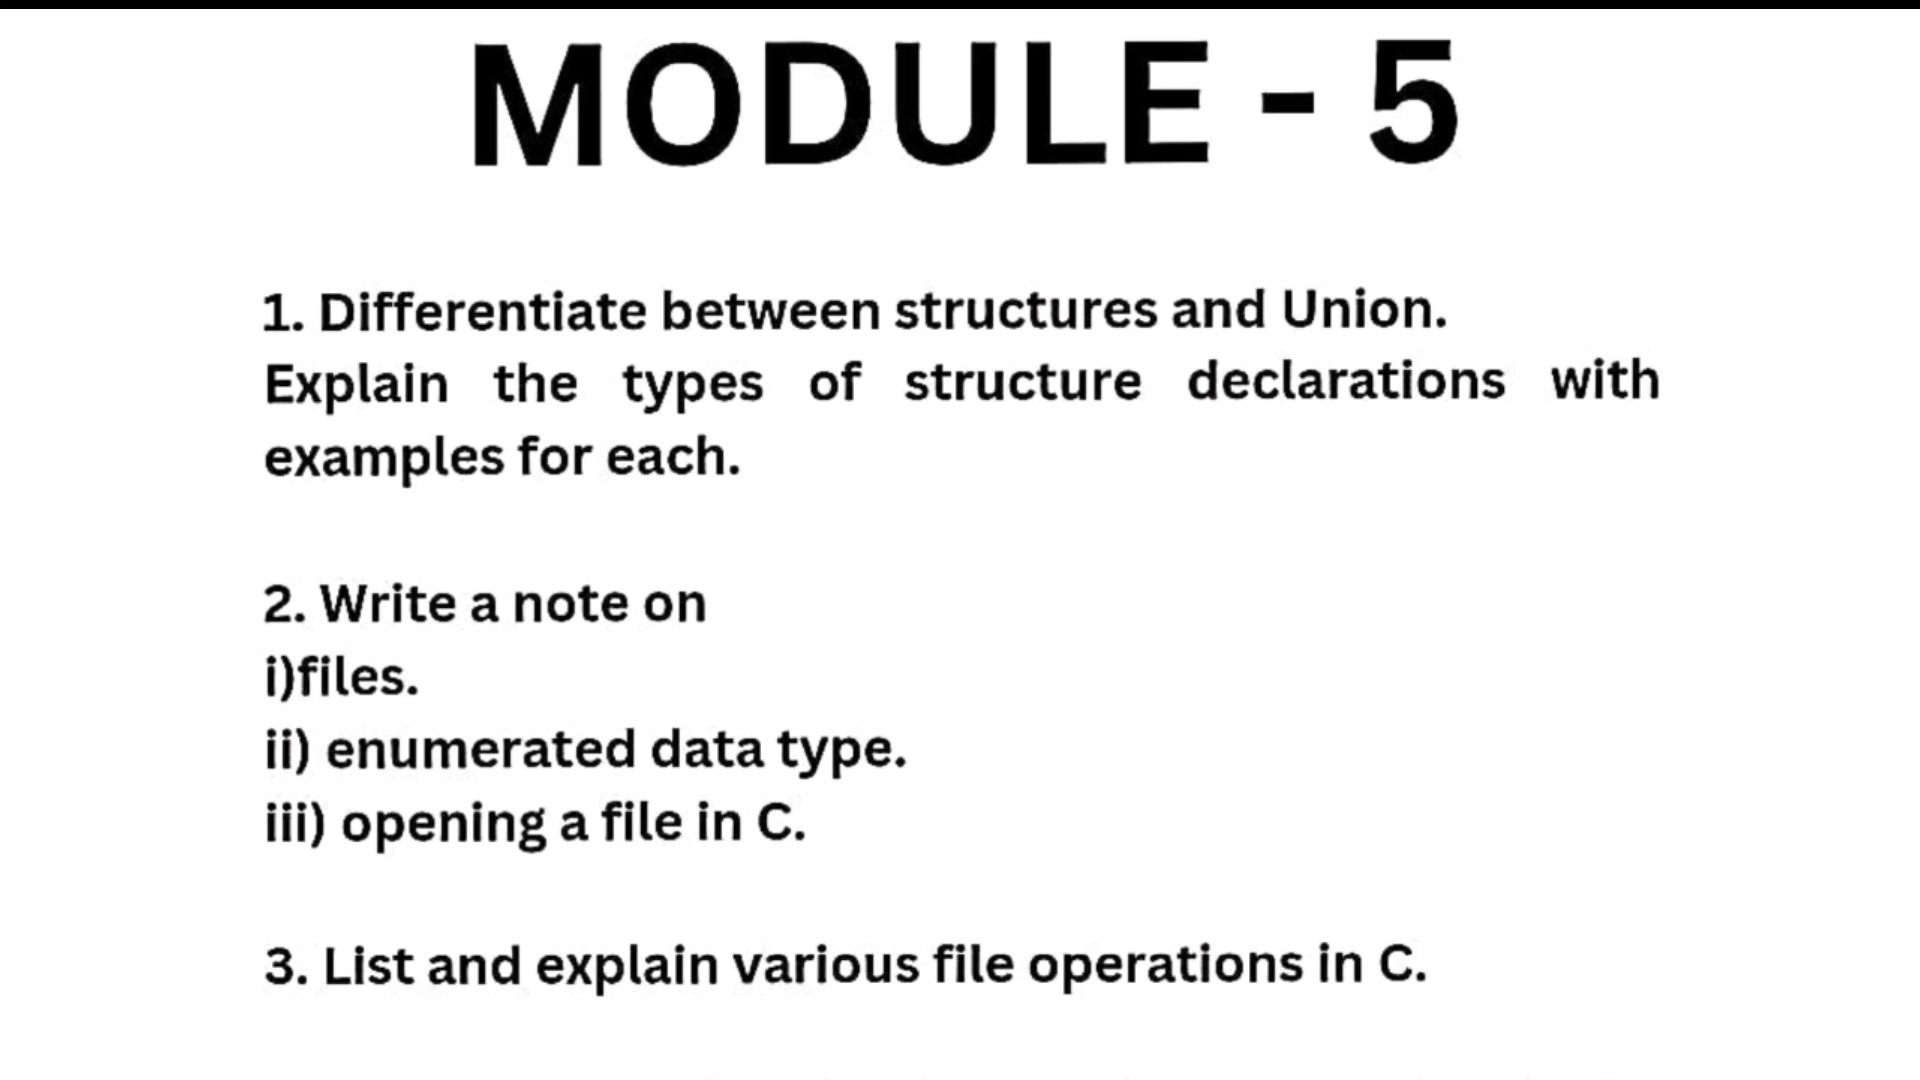 MODULE - 5
1. Differentiate between structures and Union.
Explain the types of structure declarations with
examples for each.
2. Write a note on
i)files.
ii) enumerated data type.
iii) opening a file in C.
3. List and explain various file operations in C.